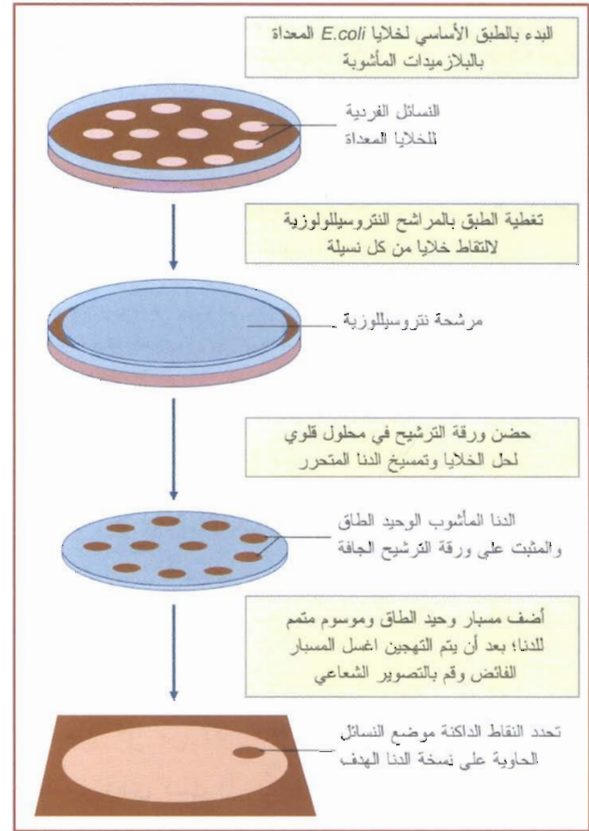 البدء بالطبق الأساسي لخلايا E.coli المعداة
بالبلازميدات المأشوبة
النسائل الفردية
للخلايا المعداة
تغطية الطبق بالمراشح النتروسيللولوزية
لالتقاط خلايا من كل نسيلة
مرشحة نتروسيللوزية
حضن ورقة الترشيح في محلول قلوي
لحل الخلايا وتمسيخ الدنا المتحرر
الدنا المأشوب الوحيد الطاق
والمثبت على ورقة الترشيح الجافة
أضف مسبار وحيد الطاق وموسوم متمم
للدنا؛ بعد أن يتم التهجين اغسل المسبار
الفائض وقم بالتصوير الشعاعي
تحدد النقاط الداكنة موضع النسائل
الحاوية على نسخة الدنا الهدف